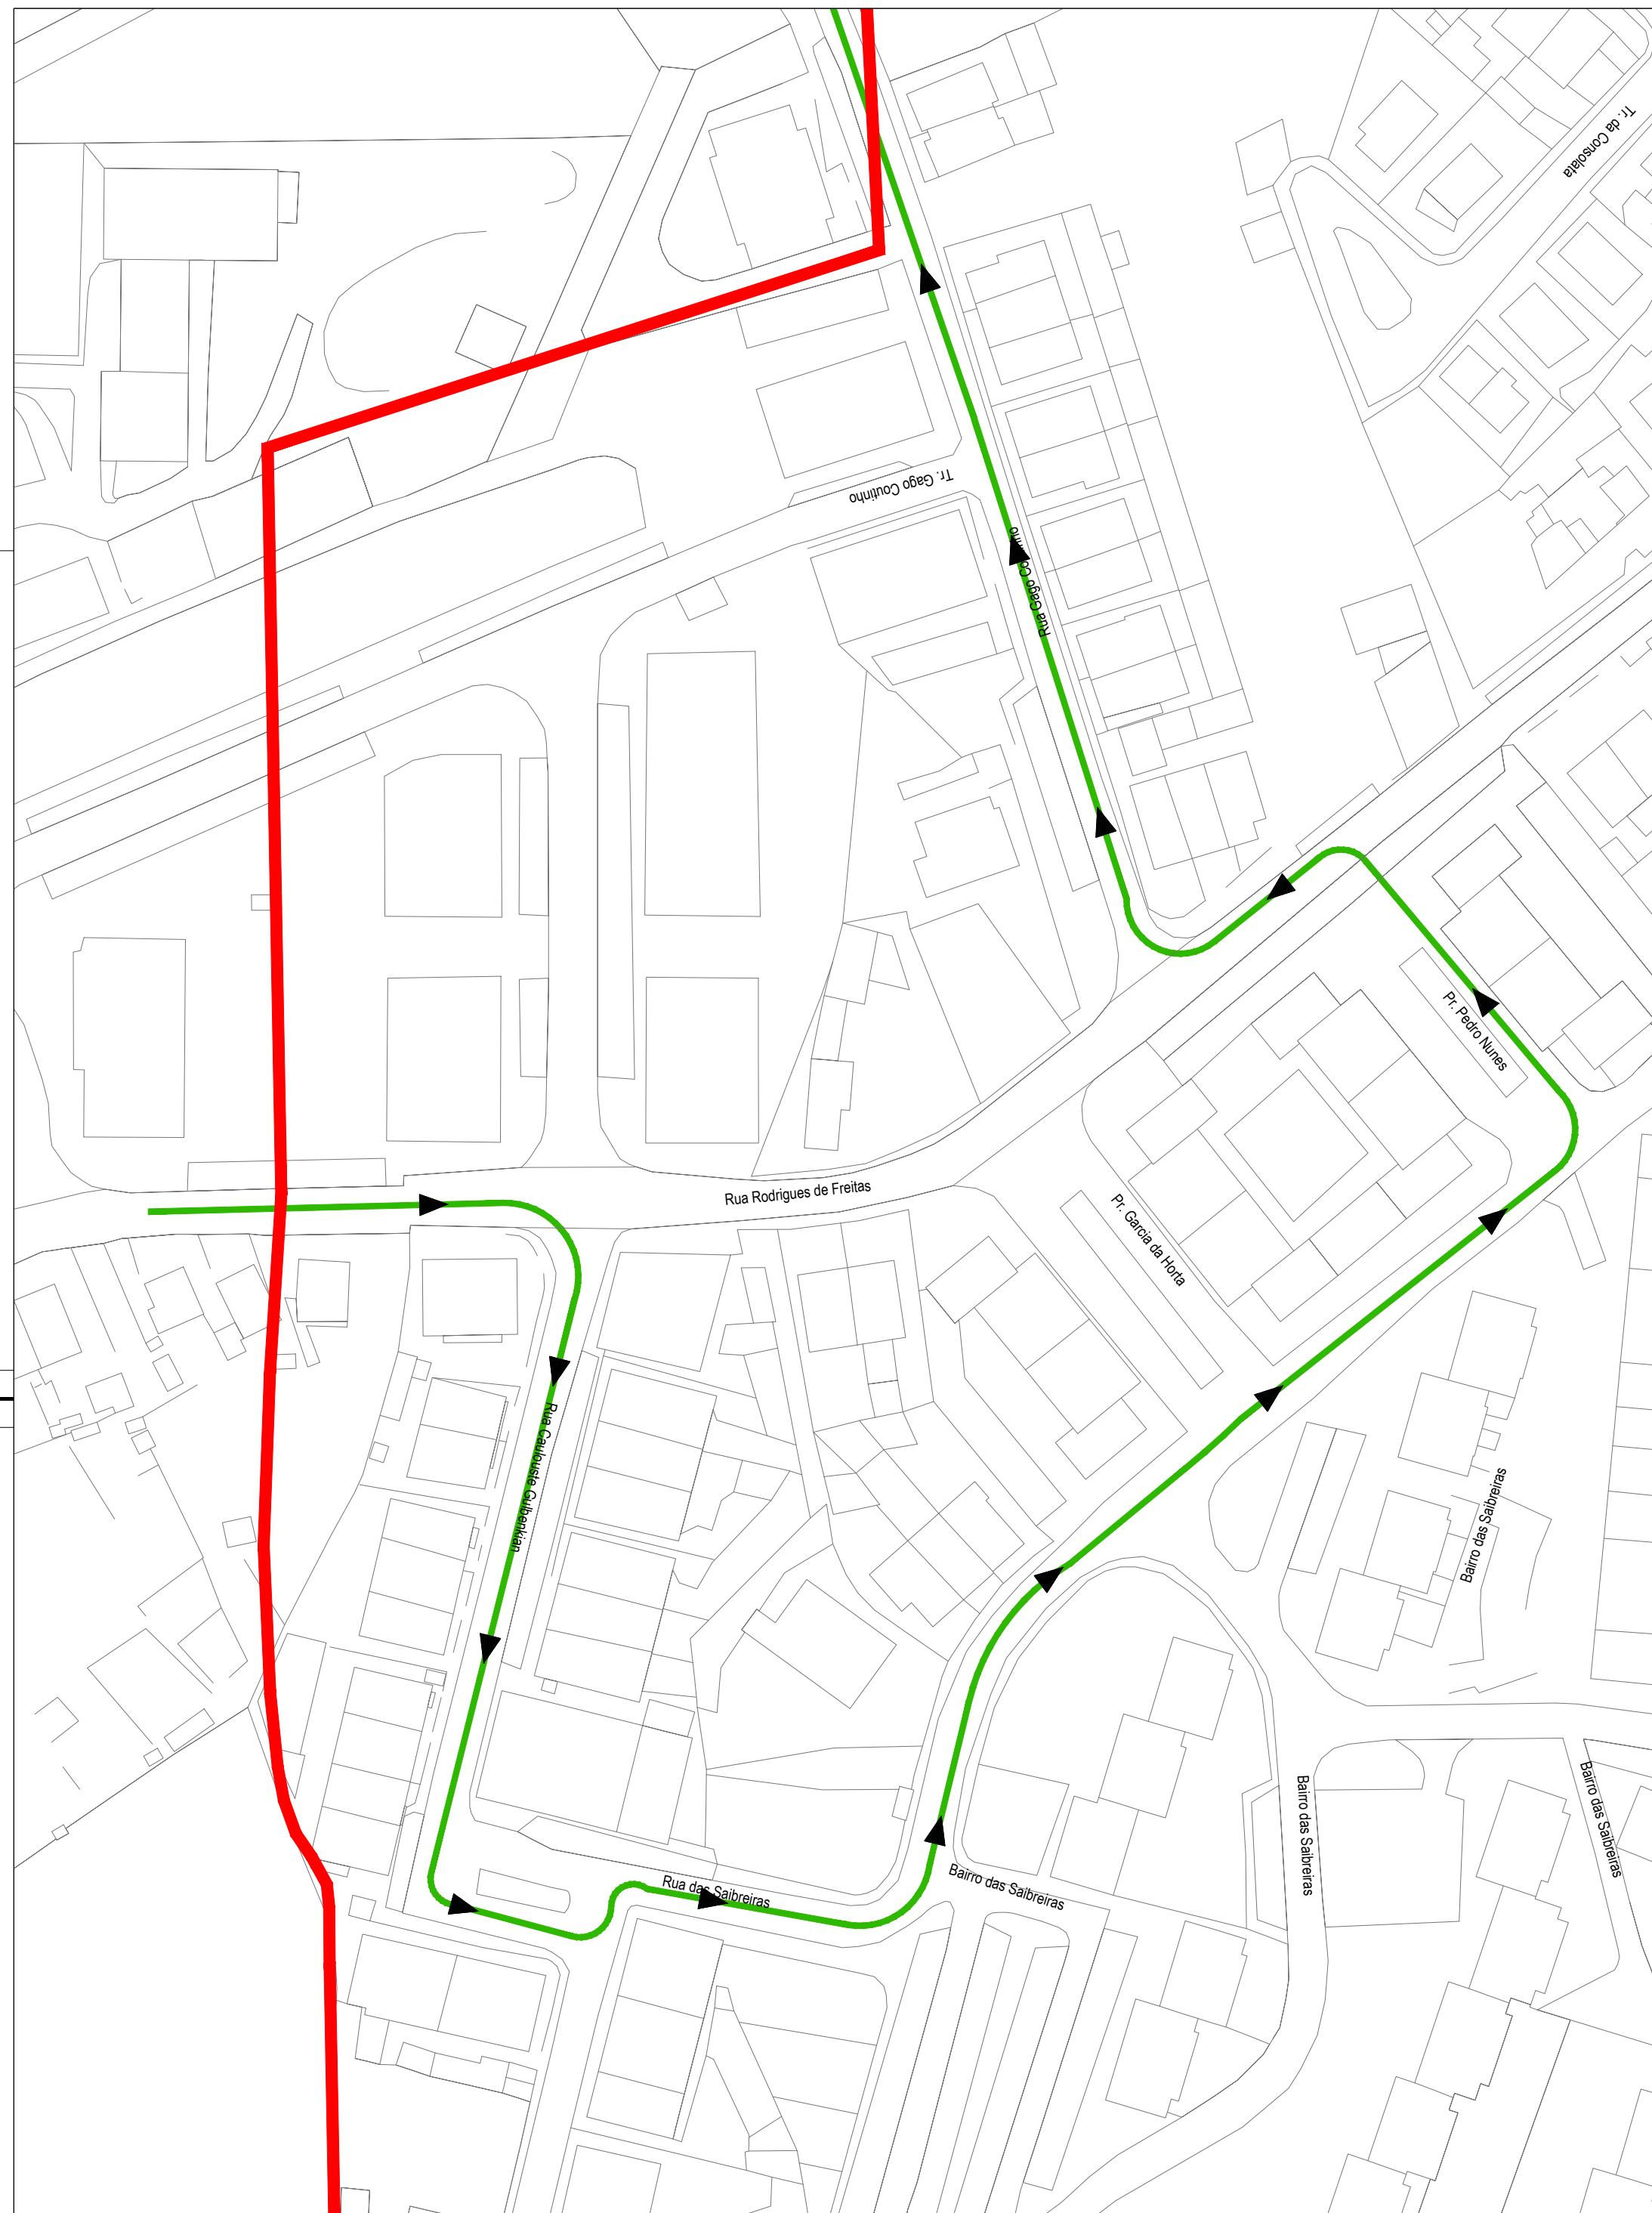 Tr. da Consolata
Tr. Gago Coutinho
Rua Gago Coutinho
Pr. Pedro Nunes
Rua Rodrigues de Freitas
Pr. Garcia da Horta
Rua Caulouste Gulbenkian
Bairro das Saibreiras
Bairro das Saibreiras
Bairro das Saibreiras
Rua das Saibreiras
Bairro das Saibreiras